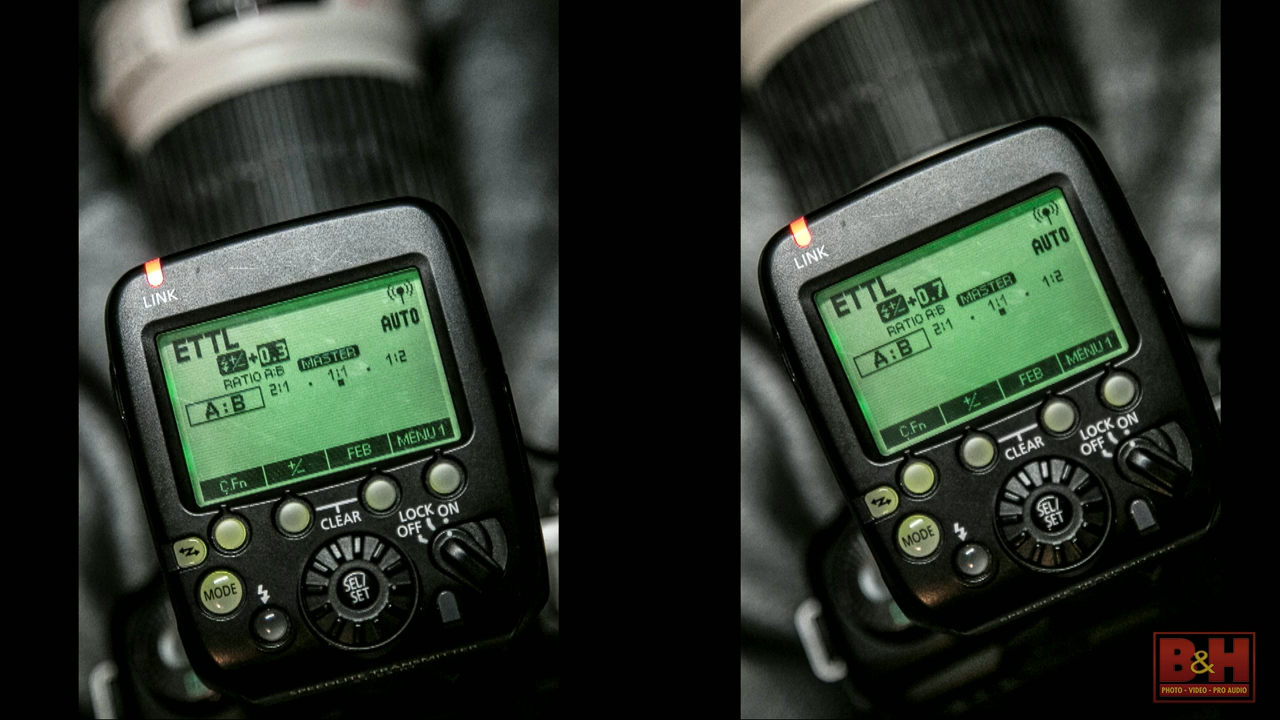 LINK
ETTL
+0.3
MASTER
AUTO
RATIO A:B
2:1 · 1:1 · 1:2
A:B
C.Fn
+/-
FEB
MENU 1
CLEAR
LOCK
OFF
ON
MODE
SEL/
SET
SPEEDLITE TRANSMITTER
LINK
ETTL
+0.7
MASTER
AUTO
RATIO A:B
2:1 · 1:1 · 1:2
A:B
C.Fn
+/-
FEB
MENU 1
CLEAR
LOCK
OFF
ON
MODE
SEL/
SET
B&H
PHOTO - VIDEO - PRO AUDIO